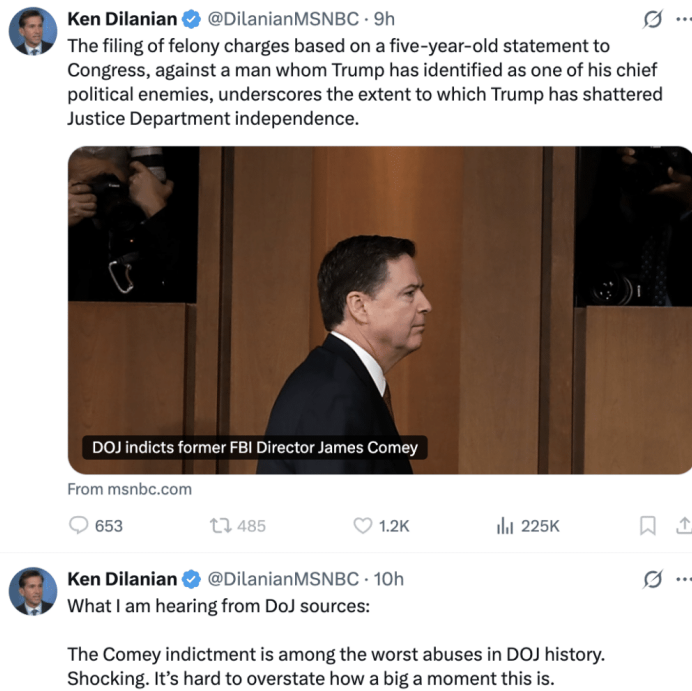 Ken Dilanian @DilanianMSNBC · 9h
The filing of felony charges based on a five-year-old statement to
Congress, against a man whom Trump has identified as one of his chief
political enemies, underscores the extent to which Trump has shattered
Justice Department independence.
DOJ indicts former FBI Director James Comey
From msnbc.com
653 485 1.2K 225K
Ken Dilanian @DilanianMSNBC · 10h
What I am hearing from DoJ sources:
The Comey indictment is among the worst abuses in DOJ history.
Shocking. It’s hard to overstate how a big a moment this is.